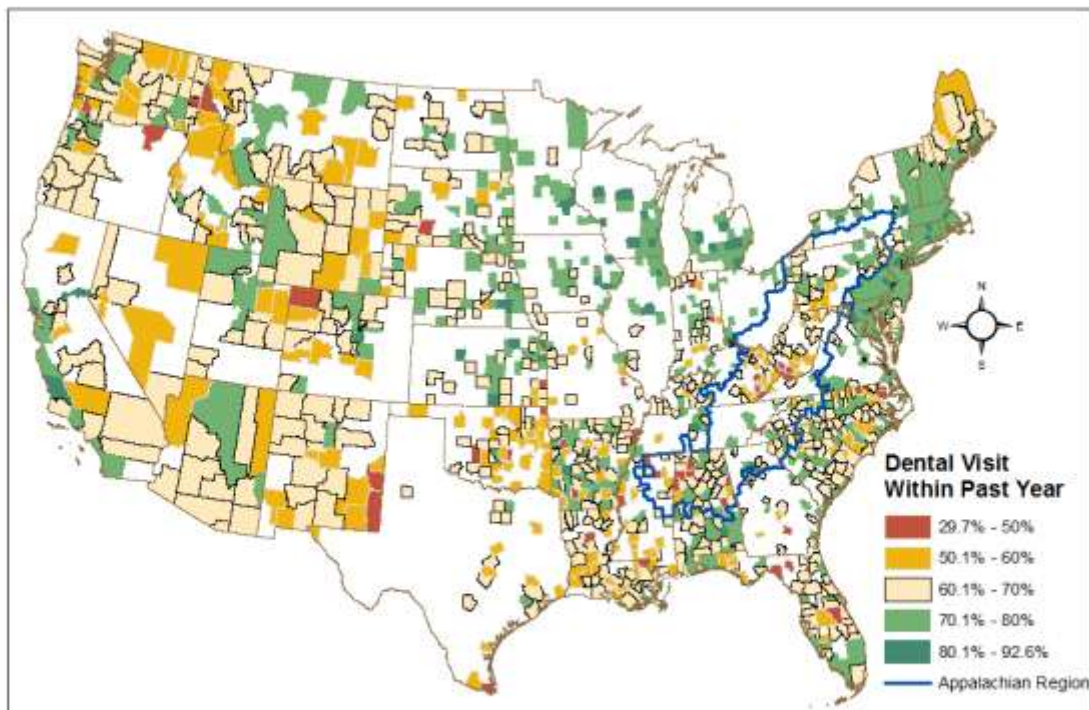 N
W E
S
Dental Visit
Within Past Year
29.7% - 50%
50.1% - 60%
60.1% - 70%
70.1% - 80%
80.1% - 92.6%
Appalachian Region